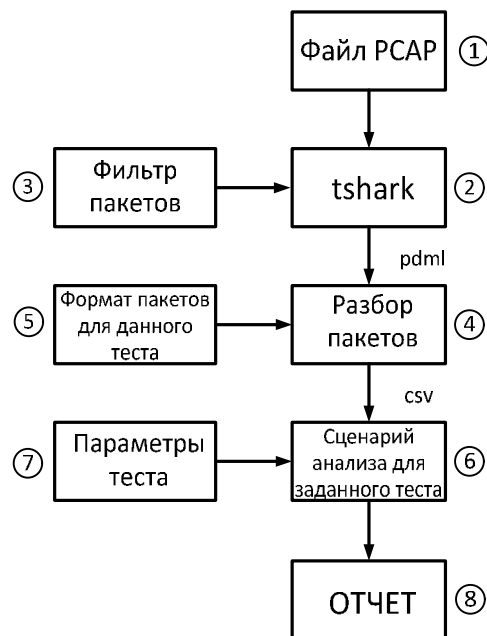 Файл PCAP
1
Фильтр
пакетов
3
tshark
2
pdml
Формат пакетов
для данного
теста
5
Разбор
пакетов
4
csv
Параметры
теста
7
Сценарий
анализа для
заданного теста
6
ОТЧЕТ
8